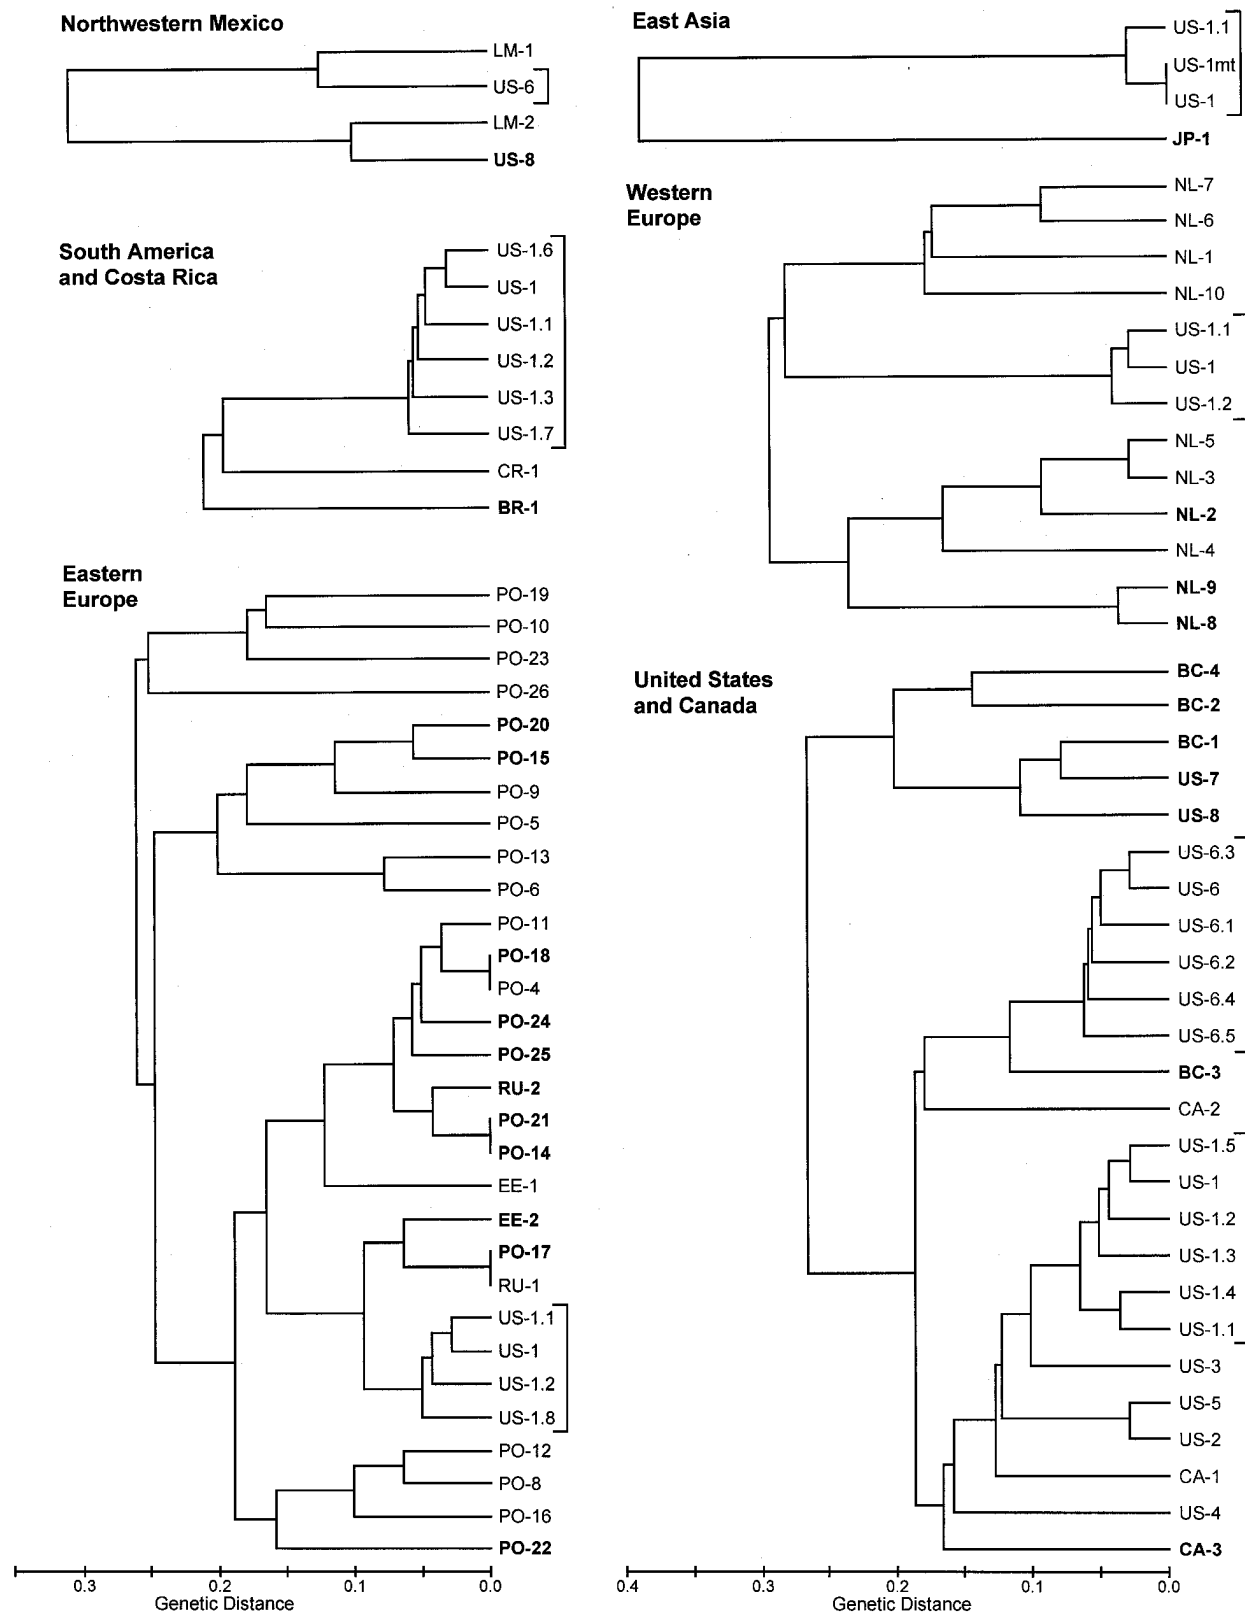 Northwestern Mexico
LM-1
US-6
LM-2
US-8
South America
and Costa Rica
US-1.6
US-1
US-1.1
US-1.2
US-1.3
US-1.7
CR-1
BR-1
Eastern
Europe
PO-19
PO-10
PO-23
PO-26
PO-20
PO-15
PO-9
PO-5
PO-13
PO-6
PO-11
PO-18
PO-4
PO-24
PO-25
RU-2
PO-21
PO-14
EE-1
EE-2
PO-17
RU-1
US-1.1
US-1
US-1.2
US-1.8
PO-12
PO-8
PO-16
PO-22
0.3 0.2 0.1 0.0
Genetic Distance
East Asia
US-1.1
US-1mt
US-1
JP-1
Western
Europe
NL-7
NL-6
NL-1
NL-10
US-1.1
US-1
US-1.2
NL-5
NL-3
NL-2
NL-4
NL-9
NL-8
United States
and Canada
BC-4
BC-2
BC-1
US-7
US-8
US-6.3
US-6
US-6.1
US-6.2
US-6.4
US-6.5
BC-3
CA-2
US-1.5
US-1
US-1.2
US-1.3
US-1.4
US-1.1
US-3
US-5
US-2
CA-1
US-4
CA-3
0.4 0.3 0.2 0.1 0.0
Genetic Distance